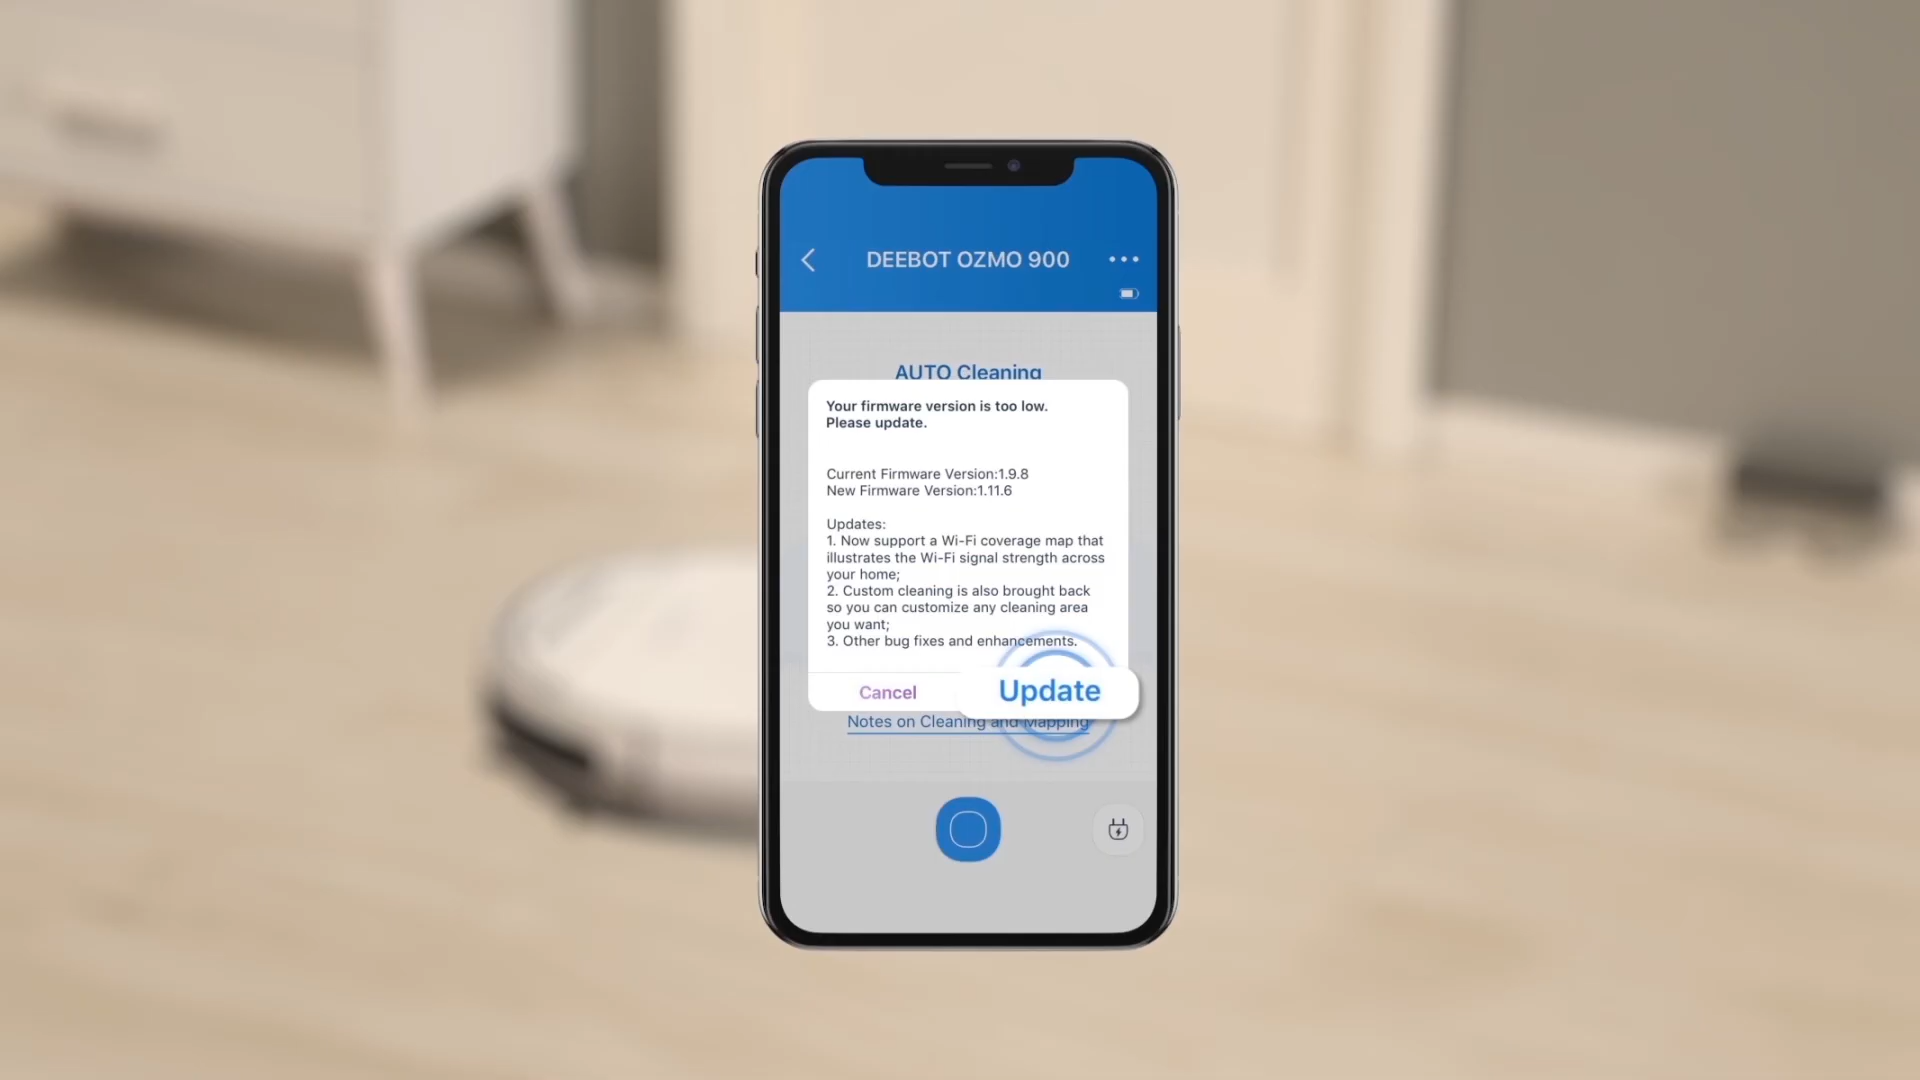 DEEBOT OZMO 900
AUTO Cleaning
Your firmware version is too low.
Please update.
Current Firmware Version:1.9.8
New Firmware Version:1.11.6
Updates:
1. Now support a Wi-Fi coverage map that
illustrates the Wi-Fi signal strength across
your home;
2. Custom cleaning is also brought back
so you can customize any cleaning area
you want;
3. Other bug fixes and enhancements.
Cancel
Update
Notes on Cleaning and Mapping